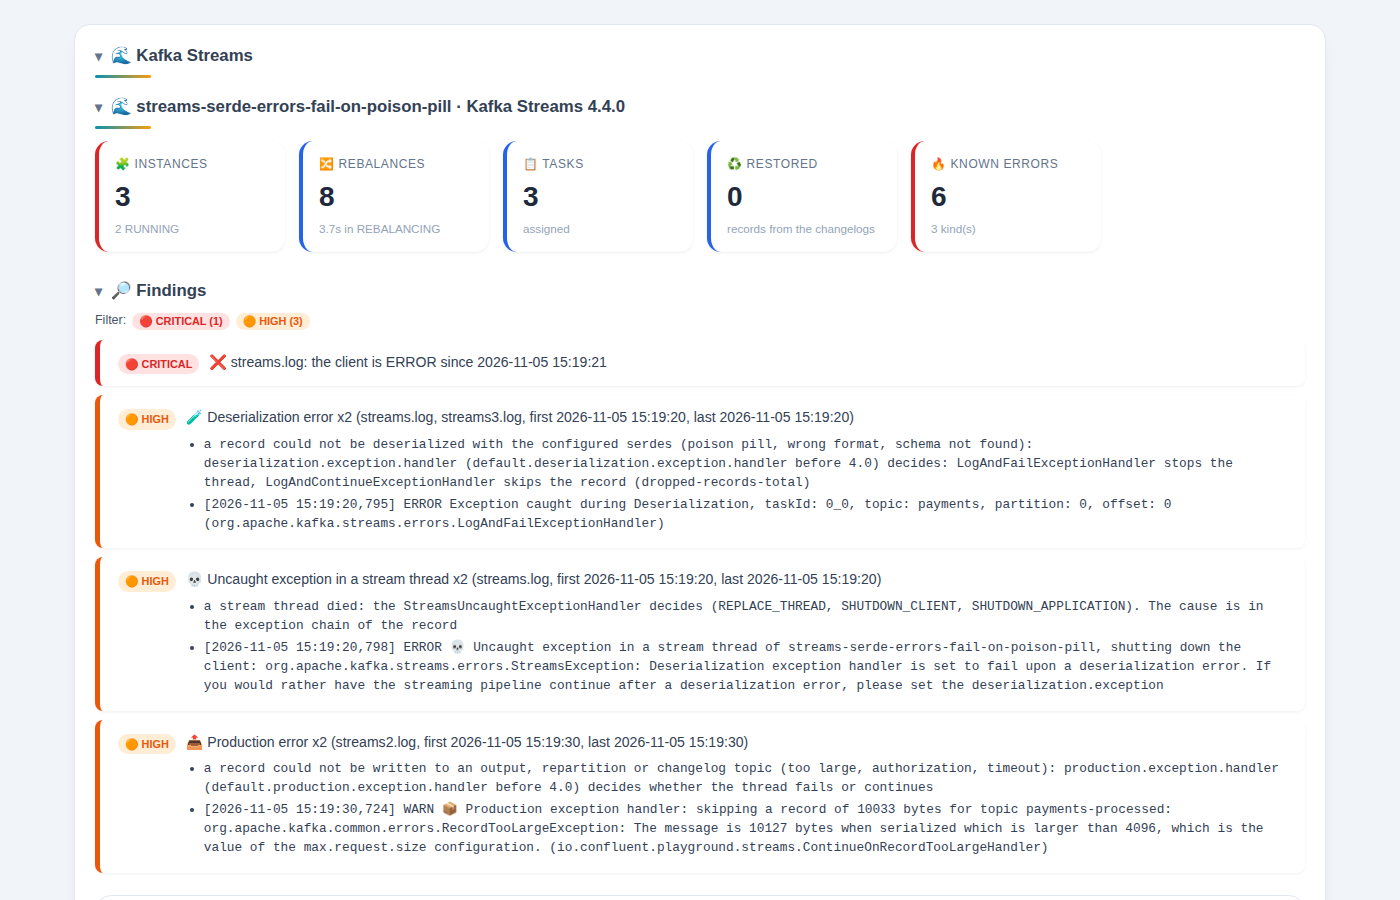 ▼ 🌊 Kafka Streams
▼ 🌊 streams-serde-errors-fail-on-poison-pill · Kafka Streams 4.4.0
🧩 INSTANCES
3
2 RUNNING
🔀 REBALANCES
8
3.7s in REBALANCING
📋 TASKS
3
assigned
♻️ RESTORED
0
records from the changelogs
🔥 KNOWN ERRORS
6
3 kind(s)
▼ 🔎 Findings
Filter: 🔴 CRITICAL (1) 🟠 HIGH (3)
🔴 CRITICAL ❌ streams.log: the client is ERROR since 2026-11-05 15:19:21
🟠 HIGH 🧪 Deserialization error x2 (streams.log, streams3.log, first 2026-11-05 15:19:20, last 2026-11-05 15:19:20)
• a record could not be deserialized with the configured serdes (poison pill, wrong format, schema not found):
deserialization.exception.handler (default.deserialization.exception.handler before 4.0) decides: LogAndFailExceptionHandler stops the
thread, LogAndContinueExceptionHandler skips the record (dropped-records-total)
• [2026-11-05 15:19:20,795] ERROR Exception caught during Deserialization, taskId: 0_0, topic: payments, partition: 0, offset: 0
(org.apache.kafka.streams.errors.LogAndFailExceptionHandler)
🟠 HIGH 💀 Uncaught exception in a stream thread x2 (streams.log, first 2026-11-05 15:19:20, last 2026-11-05 15:19:20)
• a stream thread died: the StreamsUncaughtExceptionHandler decides (REPLACE_THREAD, SHUTDOWN_CLIENT, SHUTDOWN_APPLICATION). The cause is in
the exception chain of the record
• [2026-11-05 15:19:20,798] ERROR 💀 Uncaught exception in a stream thread of streams-serde-errors-fail-on-poison-pill, shutting down the
client: org.apache.kafka.streams.errors.StreamsException: Deserialization exception handler is set to fail upon a deserialization error. If
you would rather have the streaming pipeline continue after a deserialization error, please set the deserialization.exception
🟠 HIGH 📤 Production error x2 (streams2.log, first 2026-11-05 15:19:30, last 2026-11-05 15:19:30)
• a record could not be written to an output, repartition or changelog topic (too large, authorization, timeout): production.exception.handler
(default.production.exception.handler before 4.0) decides whether the thread fails or continues
• [2026-11-05 15:19:30,724] WARN 📦 Production exception handler: skipping a record of 10033 bytes for topic payments-processed:
org.apache.kafka.common.errors.RecordTooLargeException: The message is 10127 bytes when serialized which is larger than 4096, which is the
value of the max.request.size configuration. (io.confluent.playground.streams.ContinueOnRecordTooLargeHandler)